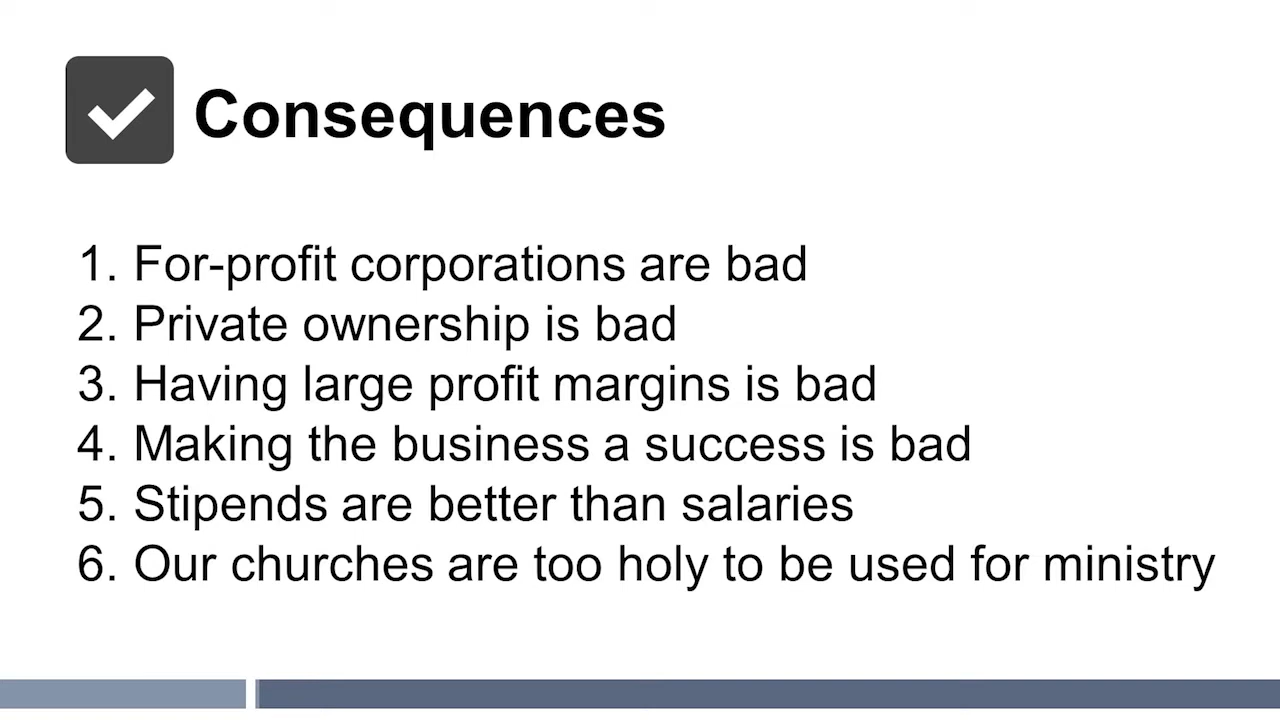 Consequences
1. For-profit corporations are bad
2. Private ownership is bad
3. Having large profit margins is bad
4. Making the business a success is bad
5. Stipends are better than salaries
6. Our churches are too holy to be used for ministry